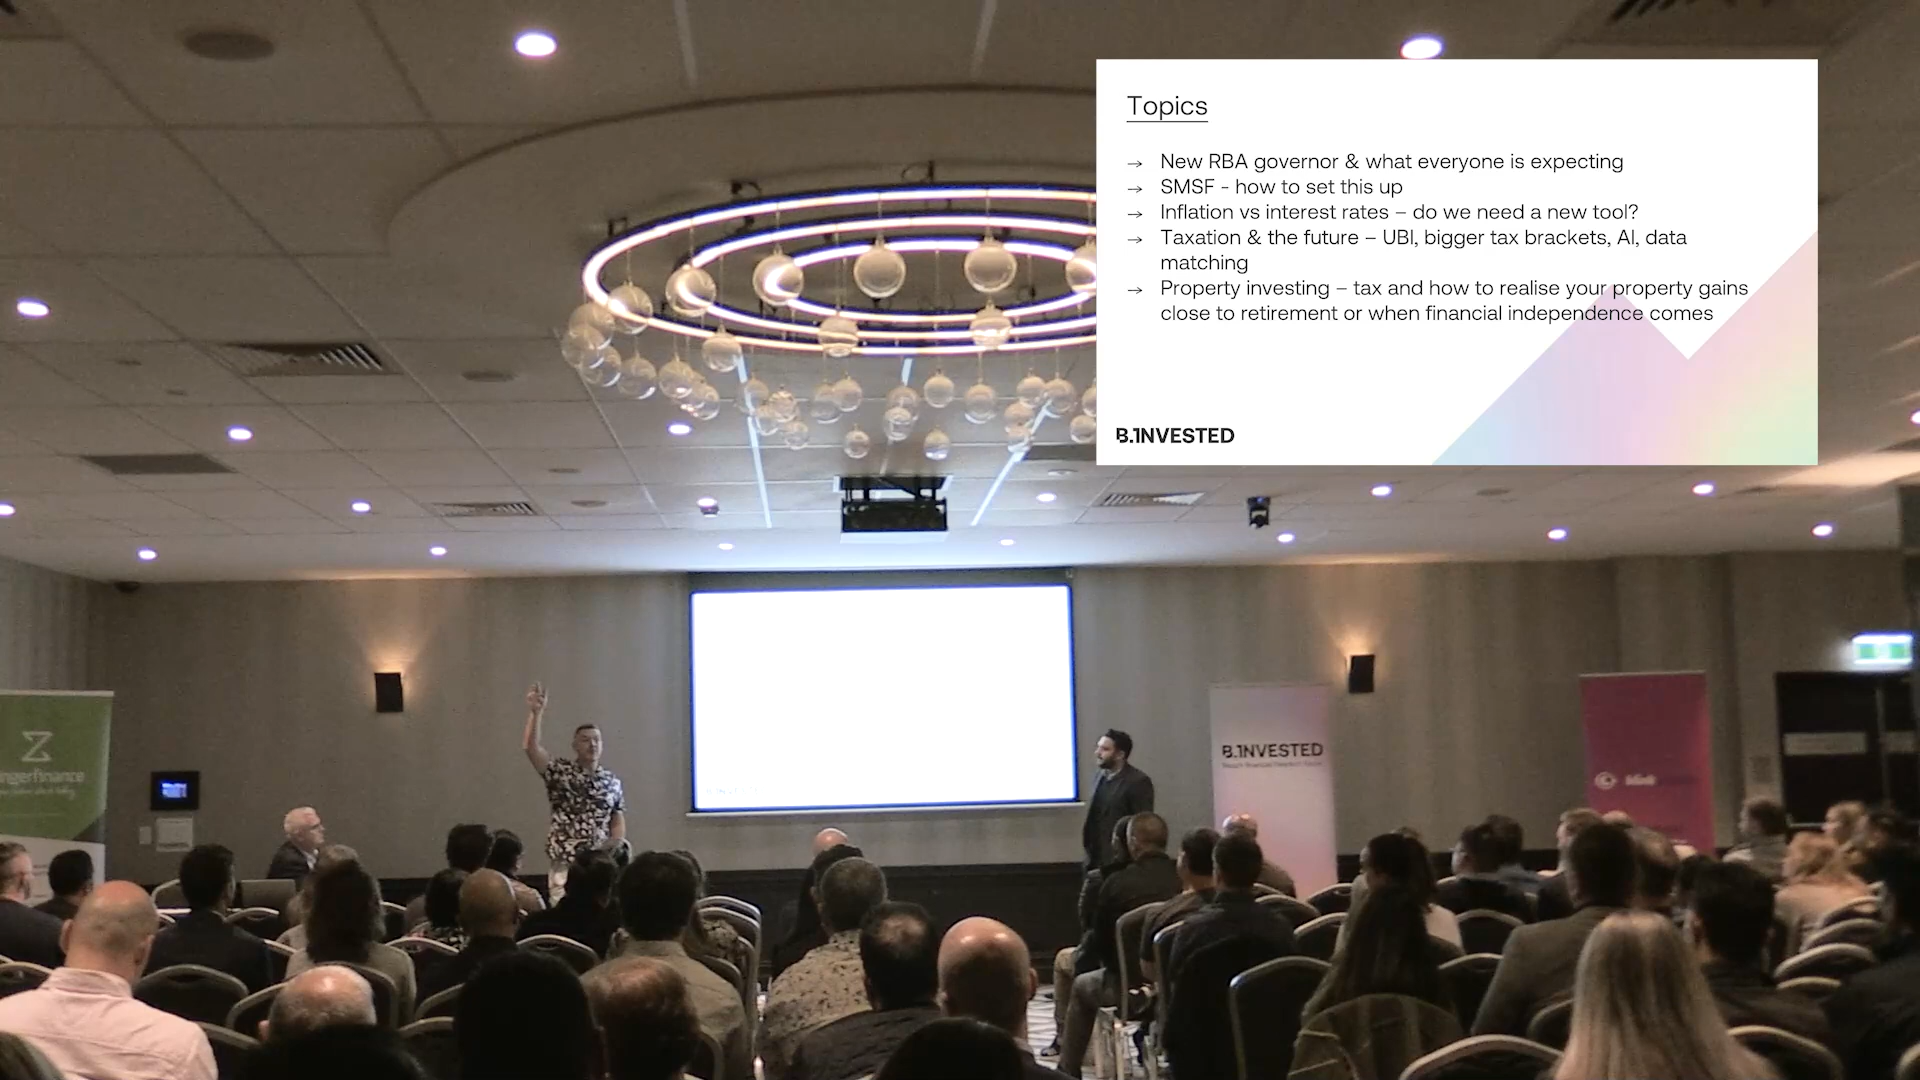 Topics
→ New RBA governor & what everyone is expecting
→ SMSF - how to set this up
→ Inflation vs interest rates – do we need a new tool?
→ Taxation & the future – UBI, bigger tax brackets, AI, data
matching
→ Property investing – tax and how to realise your property gains
close to retirement or when financial independence comes
B.1NVESTED
ngerfinance
B.1NVESTED